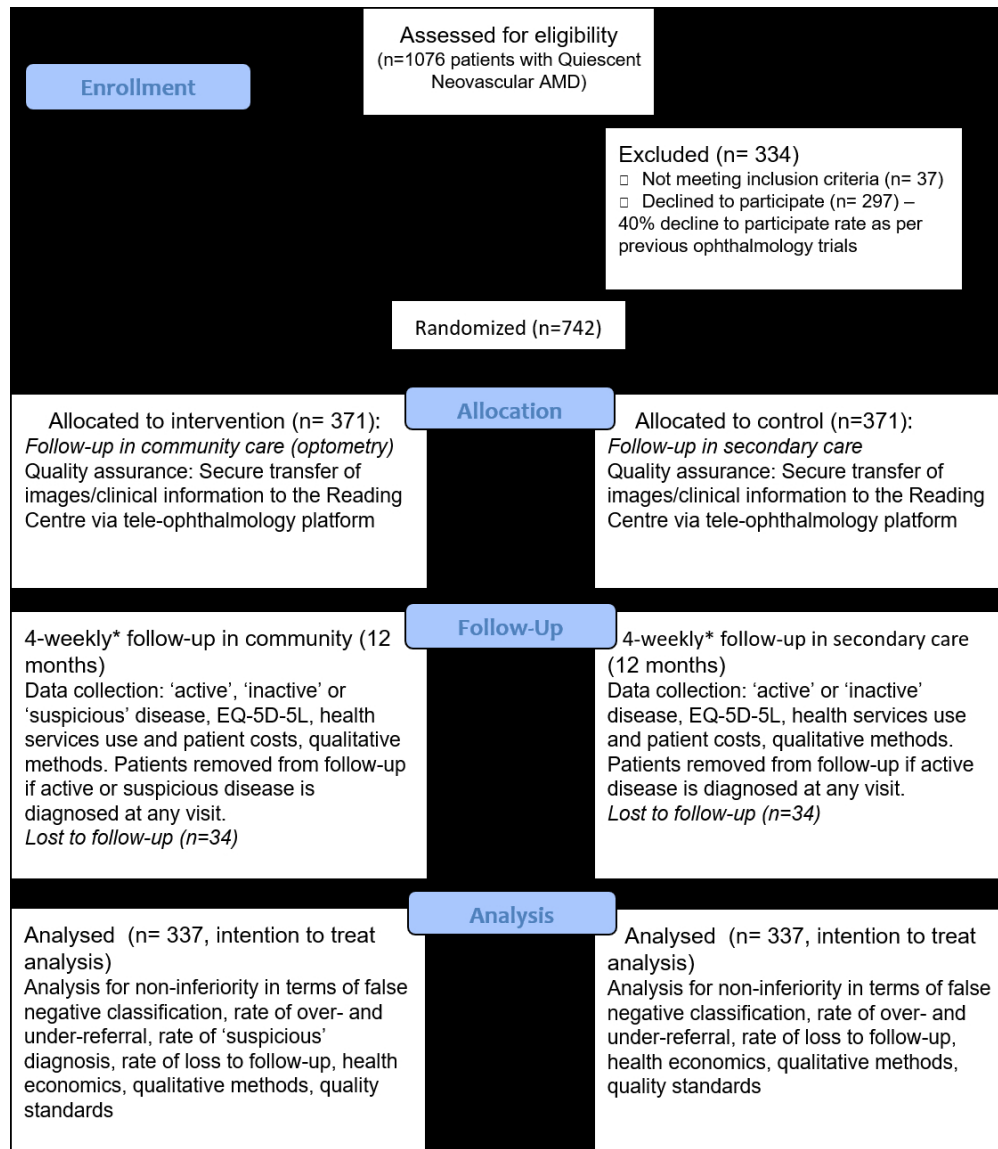 Assessed for eligibility
(n=1076 patients with Quiescent
Neovascular AMD)
Enrollment
Excluded (n= 334)
□ Not meeting inclusion criteria (n= 37)
□ Declined to participate (n= 297) –
40% decline to participate rate as per
previous ophthalmology trials
Randomized (n=742)
Allocation
Allocated to intervention (n= 371):
Follow-up in community care (optometry)
Quality assurance: Secure transfer of
images/clinical information to the Reading
Centre via tele-ophthalmology platform
Allocated to control (n=371):
Follow-up in secondary care
Quality assurance: Secure transfer of
images/clinical information to the Reading
Centre via tele-ophthalmology platform
Follow-Up
4-weekly* follow-up in community (12
months)
Data collection: ‘active’, ‘inactive’ or
‘suspicious’ disease, EQ-5D-5L, health
services use and patient costs, qualitative
methods. Patients removed from follow-up
if active or suspicious disease is
diagnosed at any visit.
Lost to follow-up (n=34)
4-weekly* follow-up in secondary care
(12 months)
Data collection: ‘active’ or ‘inactive’
disease, EQ-5D-5L, health services use
and patient costs, qualitative methods.
Patients removed from follow-up if active
disease is diagnosed at any visit.
Lost to follow-up (n=34)
Analysis
Analysed (n= 337, intention to treat
analysis)
Analysis for non-inferiority in terms of false
negative classification, rate of over- and
under-referral, rate of ‘suspicious’
diagnosis, rate of loss to follow-up, health
economics, qualitative methods, quality
standards
Analysed (n= 337, intention to treat
analysis)
Analysis for non-inferiority in terms of false
negative classification, rate of over- and
under-referral, rate of loss to follow-up,
health economics, qualitative methods,
quality standards